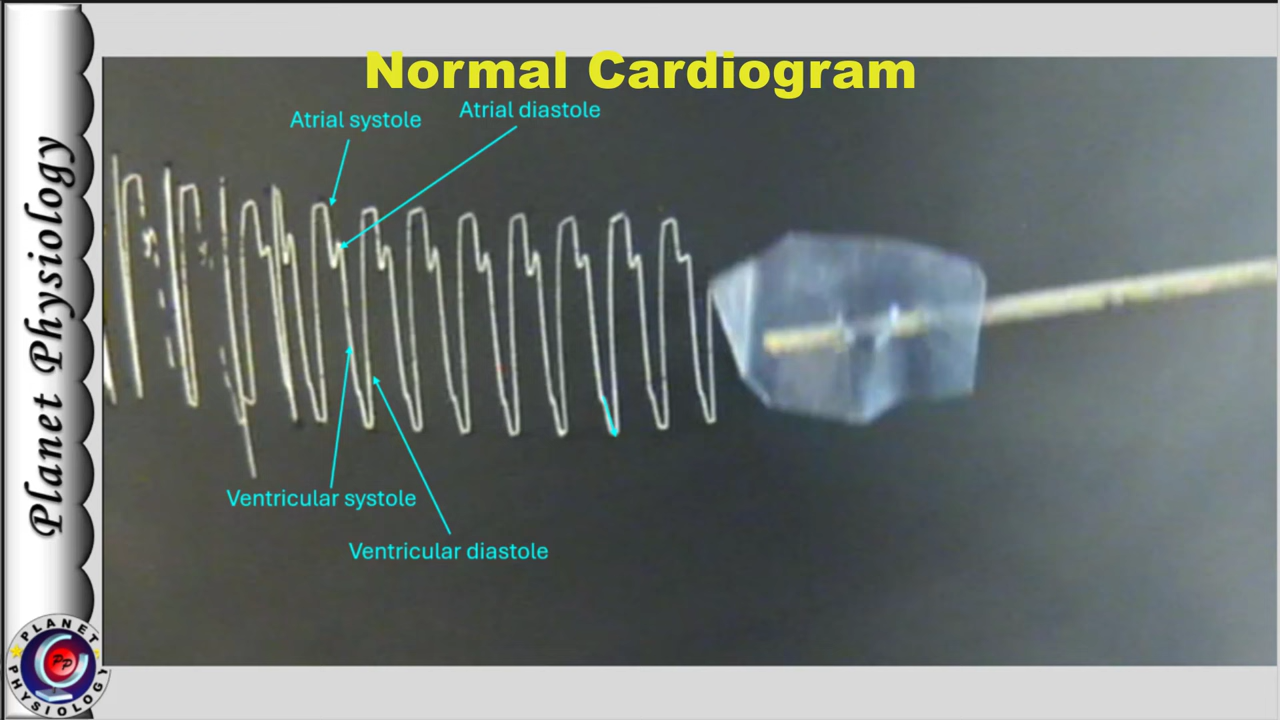 Normal Cardiogram
Atrial systole
Atrial diastole
Ventricular systole
Ventricular diastole
Planet Physiology
PLANET
PP
PHYSIOLOGY